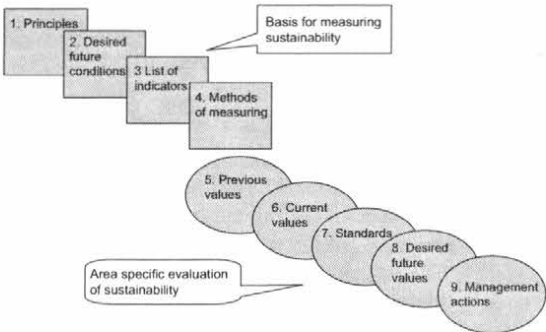 1. Principles
2. Desired
future
conditions
3 List of
indicators
4. Methods
of measuring
Basis for measuring
sustainability
5. Previous
values
6. Current
values
7. Standards
8. Desired
future
values
9. Management
actions
Area specific evaluation
of sustainability